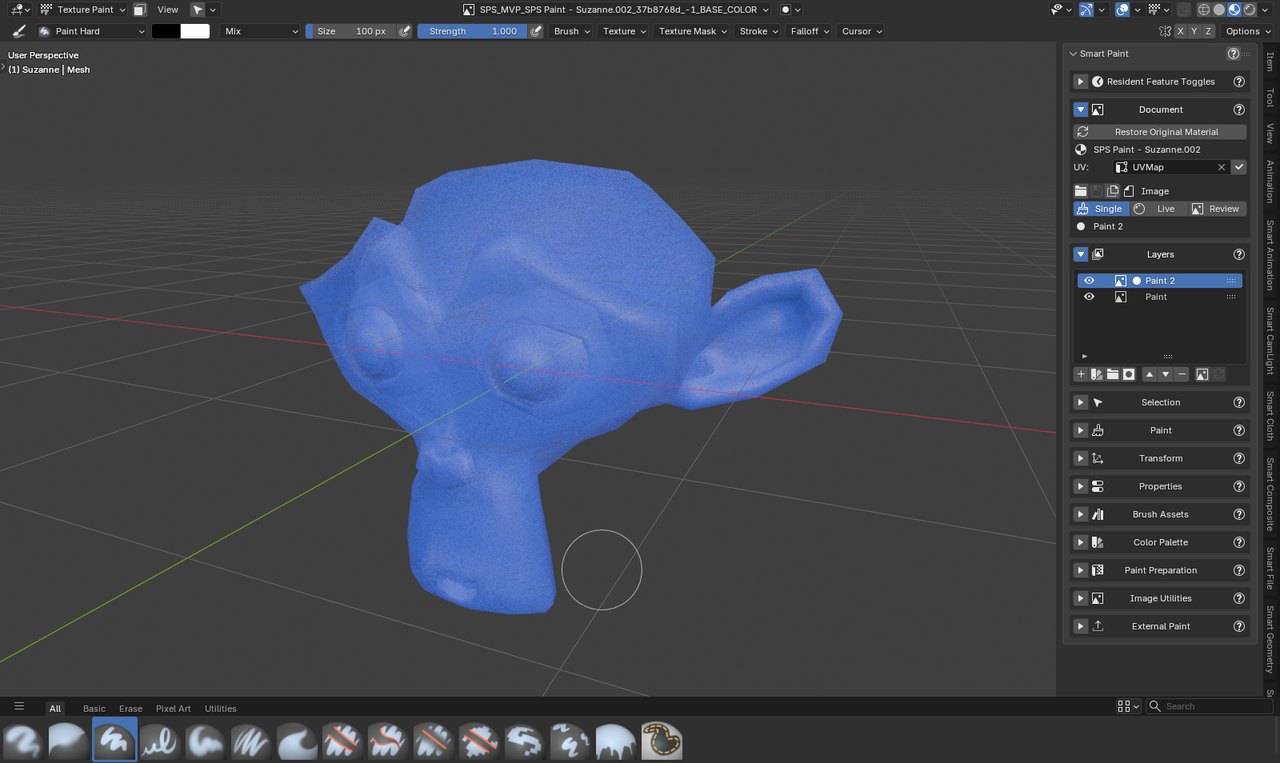 Texture Paint View SPS_MVP_SPS Paint - Suzanne.002_37b8768d_-1_BASE_COLOR
Paint Hard Mix Size 100 px Strength 1.000 Brush Texture Texture Mask Stroke Falloff Cursor X Y Z Options
User Perspective
(1) Suzanne | Mesh
Smart Paint
Resident Feature Toggles
Document
Restore Original Material
SPS Paint - Suzanne.002
UV: UVMap
Image
Single Live Review
Paint 2
Layers
Paint 2
Paint
Selection
Paint
Transform
Properties
Brush Assets
Color Palette
Paint Preparation
Image Utilities
External Paint
Item
Tool
View
Animation
Smart Animation
Smart CamLight
Smart Cloth
Smart Composite
Smart File
Smart Geometry
All Basic Erase Pixel Art Utilities Search